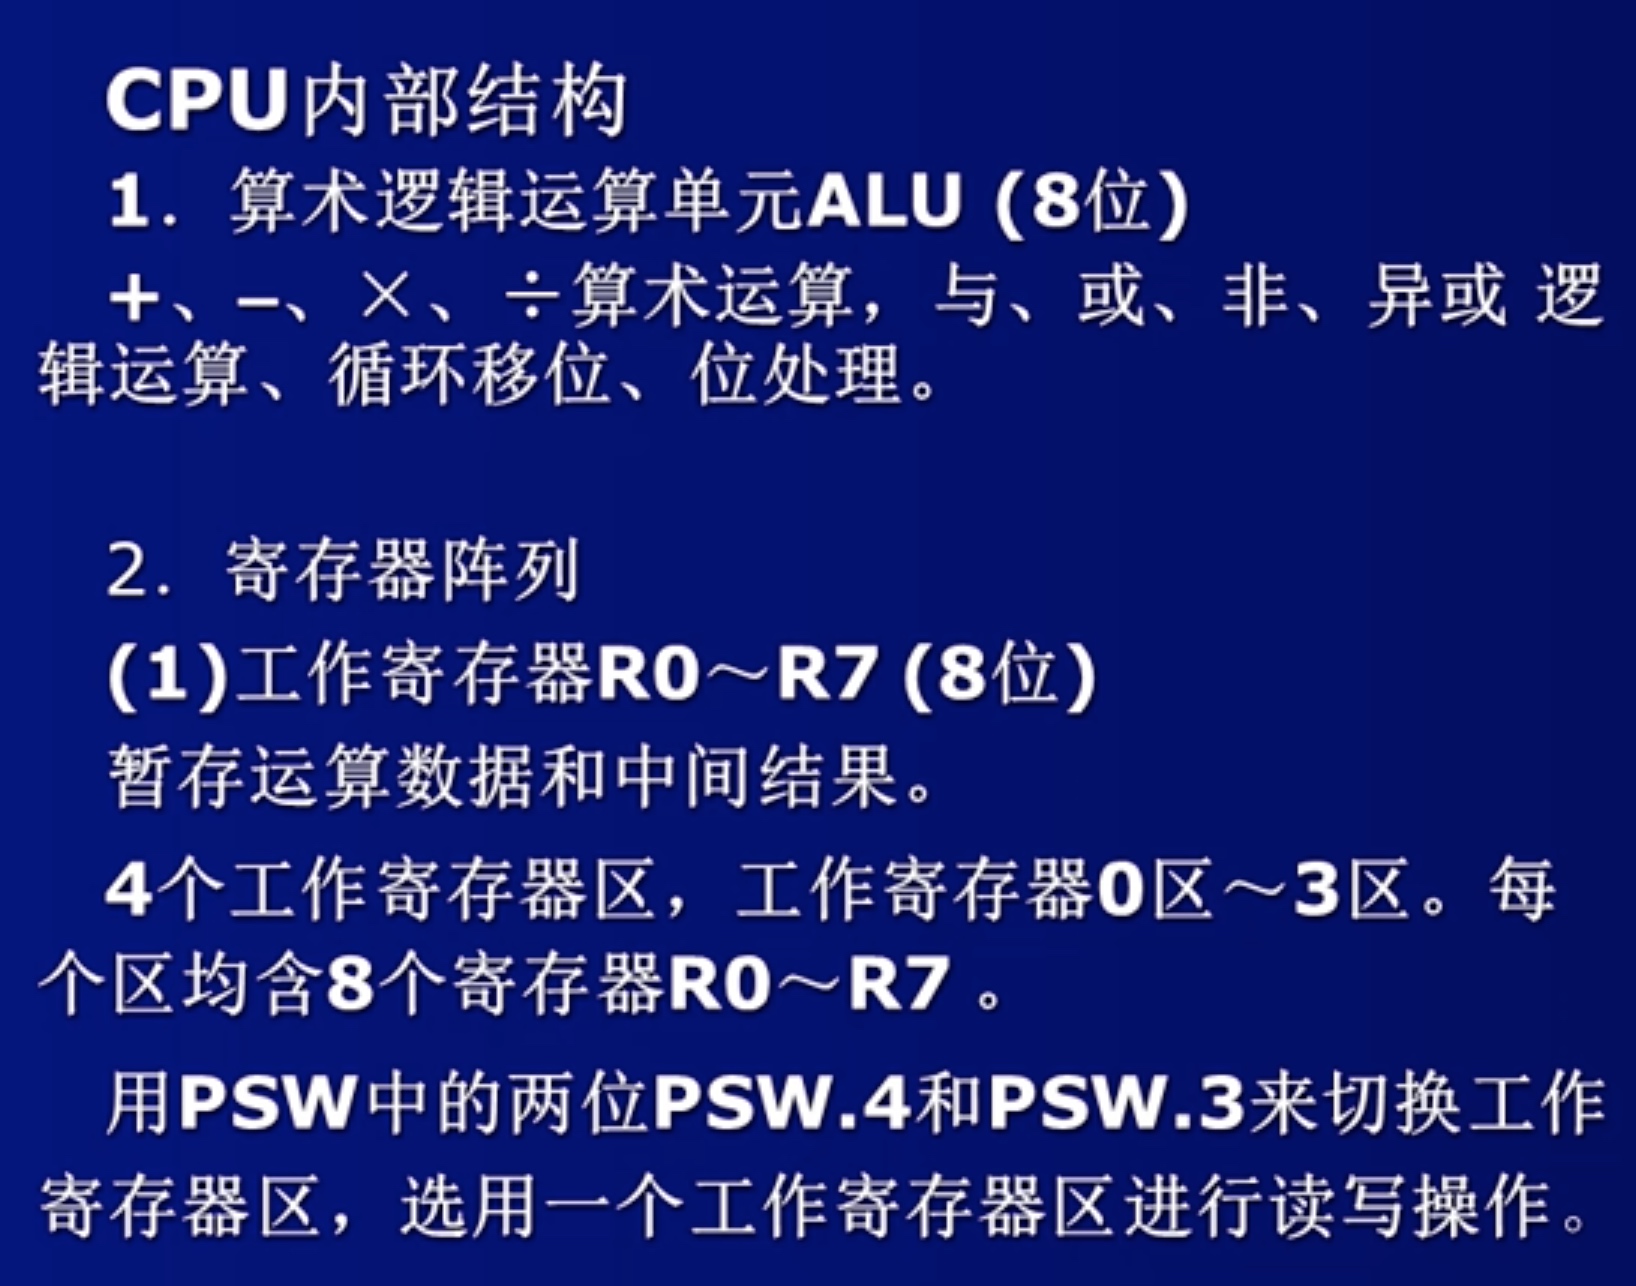 CPU内部结构
1．算术逻辑运算单元ALU (8位)
+、–、×、÷算术运算，与、或、非、异或 逻
辑运算、循环移位、位处理。
2．寄存器阵列
(1)工作寄存器R0～R7 (8位)
暂存运算数据和中间结果。
4个工作寄存器区，工作寄存器0区～3区。每
个区均含8个寄存器R0～R7 。
用PSW中的两位PSW.4和PSW.3来切换工作
寄存器区，选用一个工作寄存器区进行读写操作。